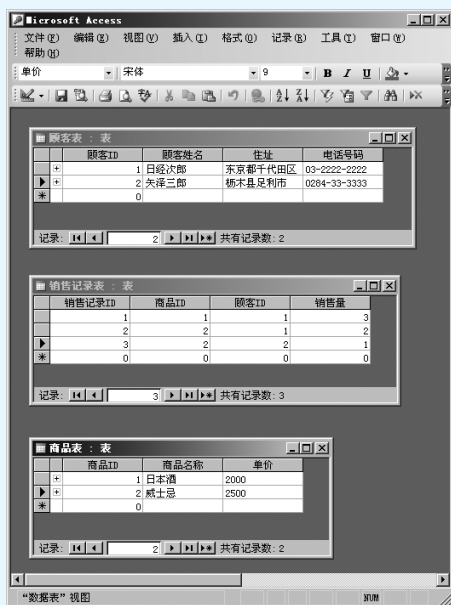 Microsoft Access
文件(F) 编辑(E) 视图(V) 插入(I) 格式(O) 记录(R) 工具(T) 窗口(W)
帮助(H)
单价 宋体 9 B I U
顾客表 : 表
顾客ID 顾客姓名 住址 电话号码
1 日经次郎 东京都千代田区 03-2222-2222
2 矢泽三郎 枥木县足利市 0284-33-3333
0
记录: 2 共有记录数: 2
销售记录表 : 表
销售记录ID 商品ID 顾客ID 销售量
1 1 1 3
2 2 1 2
3 2 2 1
0 0 0 0
记录: 3 共有记录数: 3
商品表 : 表
商品ID 商品名称 单价
1 日本酒 2000
2 威士忌 2500
0
记录: 2 共有记录数: 2
“数据表”视图 NUM